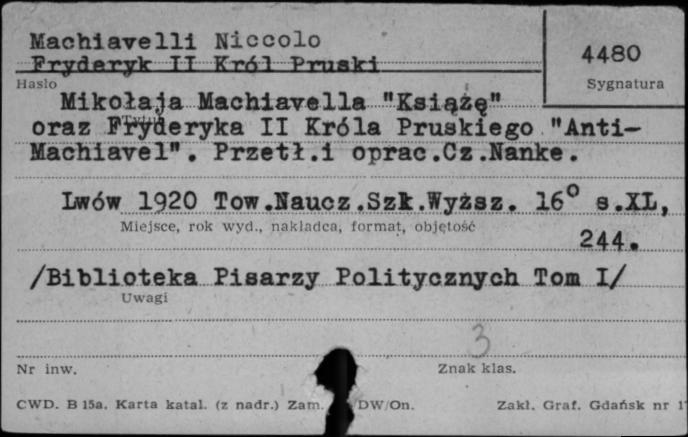 Machiavelli Niccolo
Fryderyk II Król Pruski
4480
Hasło
Sygnatura
Mikołaja Machiavella "Książę"
Tytuł
oraz Fryderyka II Króla Pruskiego "Anti-
Machiavel". Przetł.i oprac.Cz.Nanke.
Lwów 1920 Tow.Naucz.Szk.Wyższ. 16° s.XL,
Miejsce, rok wyd., nakładca, format, objętość
244.
/Biblioteka Pisarzy Politycznych Tom I/
Uwagi
3
Nr inw.
Znak klas.
CWD. B 15a. Karta katal. (z nadr.) Zam. DW/On.
Zakł. Graf. Gdańsk nr